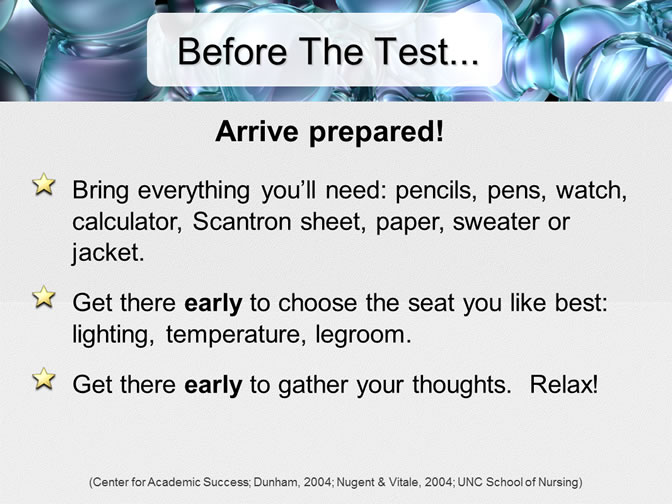 Before The Test...
Arrive prepared!
Bring everything you’ll need: pencils, pens, watch,
calculator, Scantron sheet, paper, sweater or
jacket.
Get there early to choose the seat you like best:
lighting, temperature, legroom.
Get there early to gather your thoughts.  Relax!
(Center for Academic Success; Dunham, 2004; Nugent & Vitale, 2004; UNC School of Nursing)